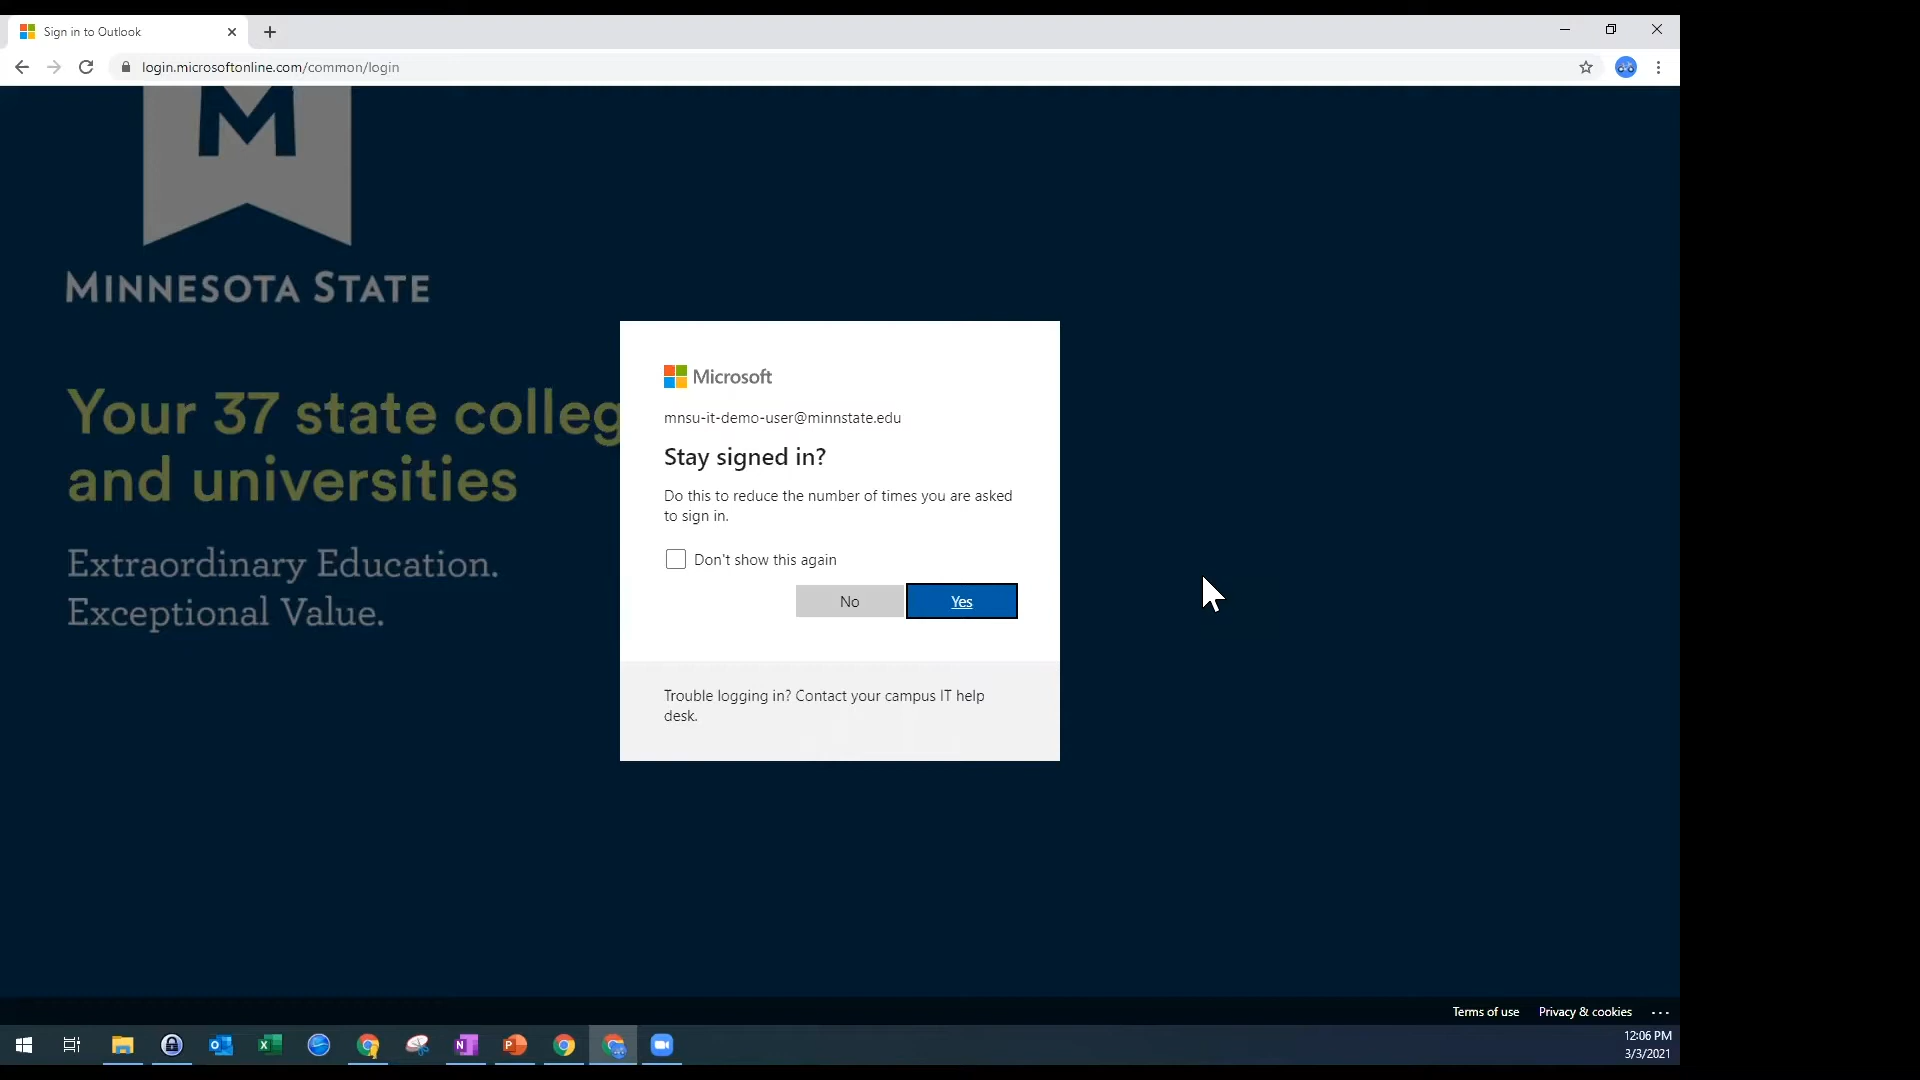 Sign in to Outlook
login.microsoftonline.com/common/login
M
MINNESOTA STATE
Your 37 state colleg
and universities
Extraordinary Education.
Exceptional Value.
Microsoft
mnsu-it-demo-user@minnstate.edu
Stay signed in?
Do this to reduce the number of times you are asked
to sign in.
Don't show this again
No
Yes
Trouble logging in? Contact your campus IT help
desk.
Terms of use
Privacy & cookies
12:06 PM
3/3/2021